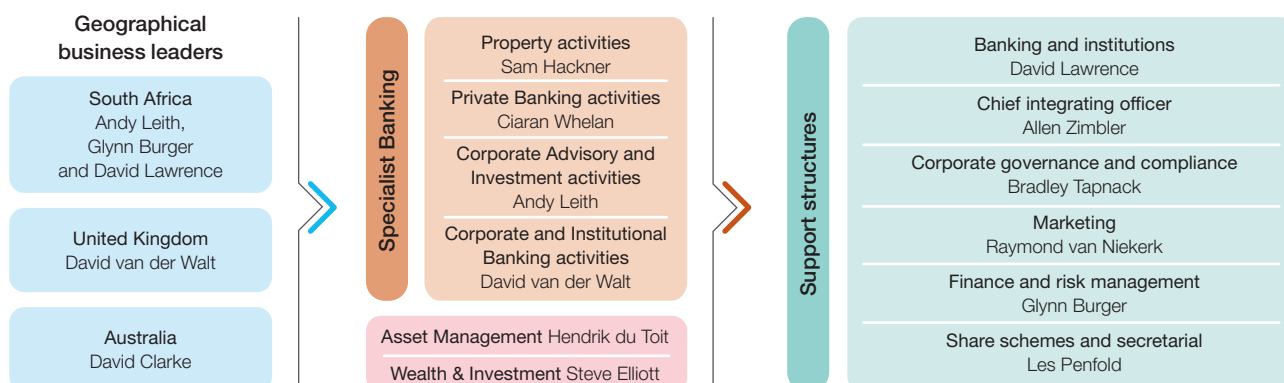 Geographical
business leaders
South Africa
Andy Leith,
Glynn Burger
and David Lawrence
United Kingdom
David van der Walt
Australia
David Clarke
Specialist Banking
Property activities
Sam Hackner
Private Banking activities
Ciaran Whelan
Corporate Advisory and
Investment activities
Andy Leith
Corporate and Institutional
Banking activities
David van der Walt
Asset Management Hendrik du Toit
Wealth & Investment Steve Elliott
Support structures
Banking and institutions
David Lawrence
Chief integrating officer
Allen Zimbler
Corporate governance and compliance
Bradley Tapnack
Marketing
Raymond van Niekerk
Finance and risk management
Glynn Burger
Share schemes and secretarial
Les Penfold